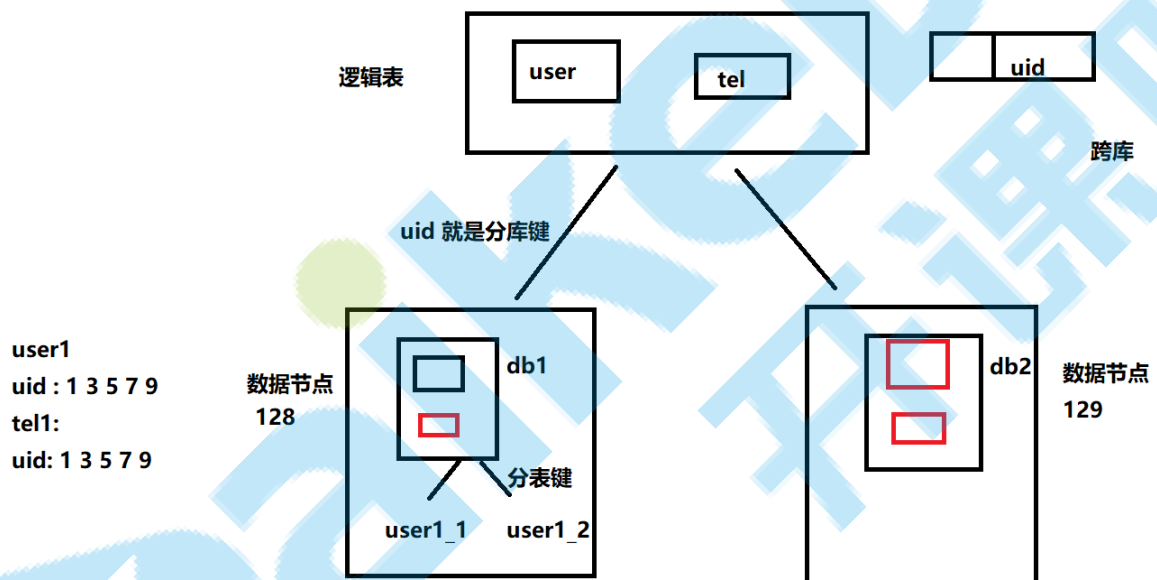 逻辑表
user
tel
uid
跨库
uid 就是分库键
user1
uid : 1 3 5 7 9
tel1:
uid: 1 3 5 7 9
数据节点
128
db1
分表键
user1_1
user1_2
db2
数据节点
129
开课